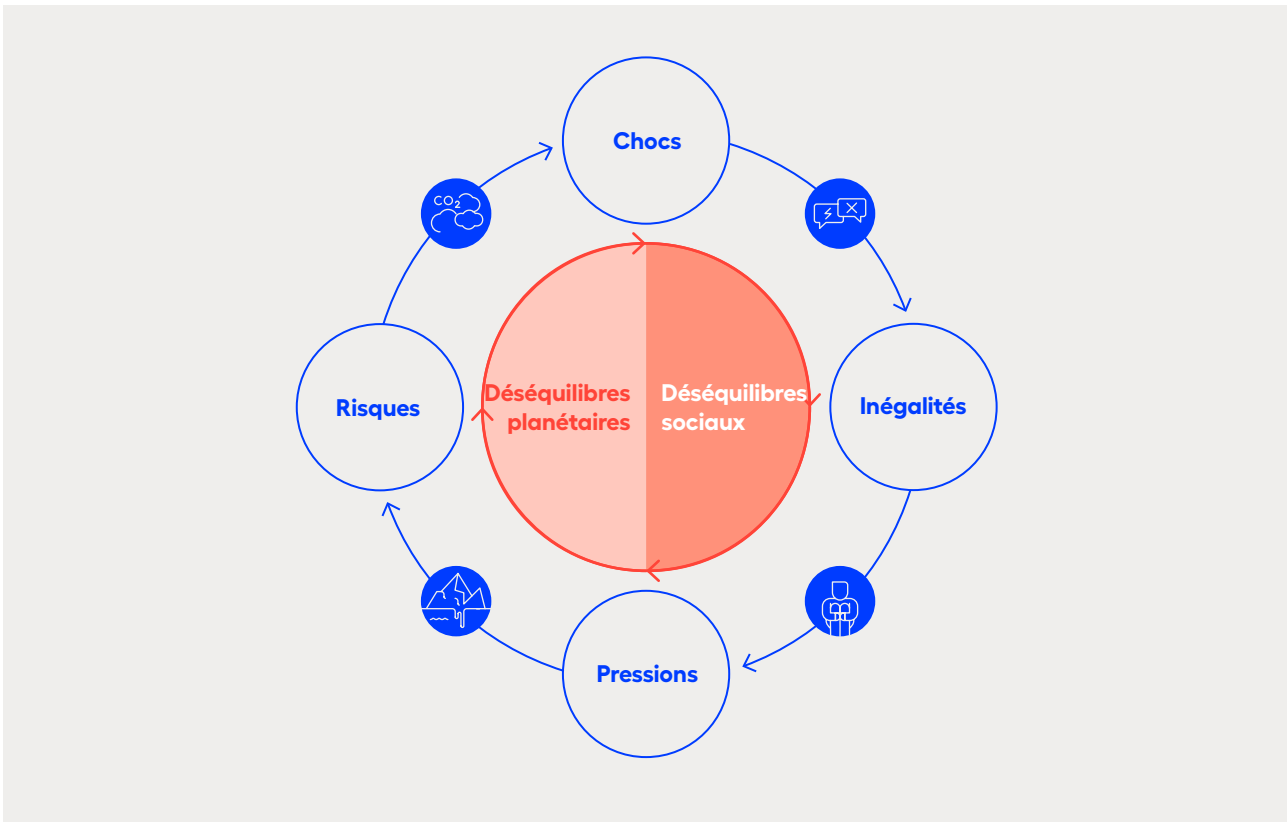 Chocs
CO₂
Risques
Déséquilibres
planétaires
Déséquilibres
sociaux
Inégalités
Pressions